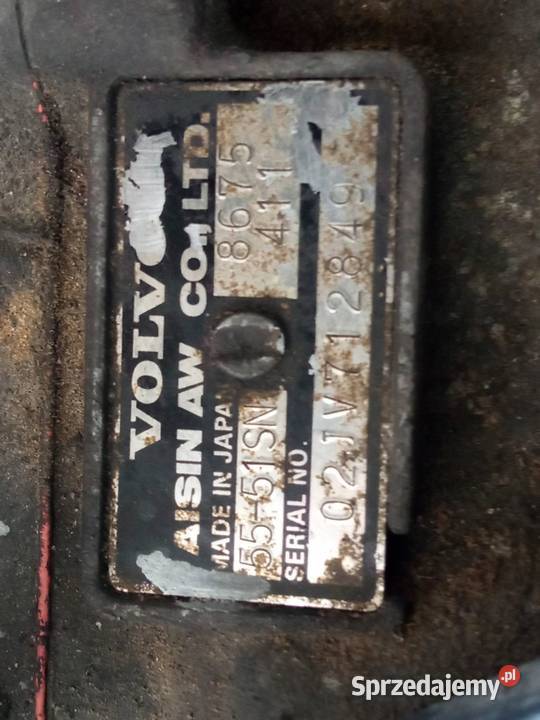 VOLVO
AISIN AW CO., LTD.
MADE IN JAPAN
8675
55-51SN
411
SERIAL NO.
02JV712849
Sprzedajemy.pl